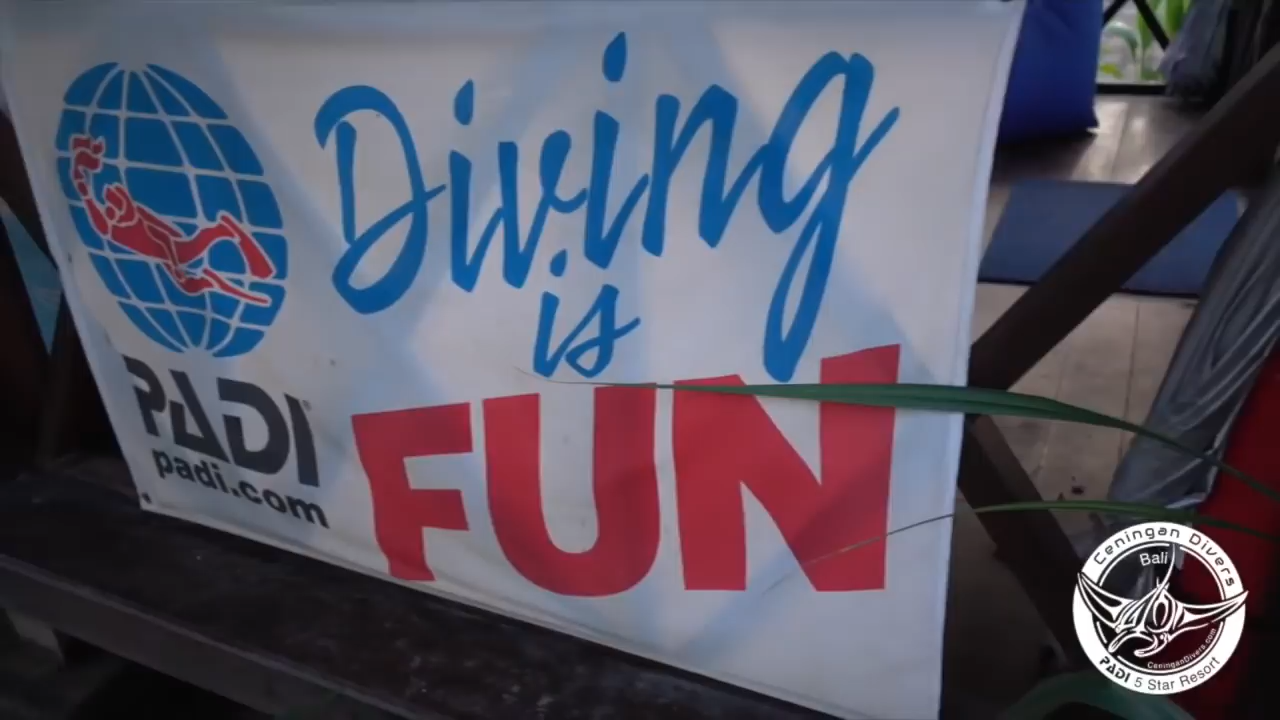 Diving
is
FUN
PADI
padi.com
Ceningan Divers
Bali
CeninganDivers.com
PADI 5 Star Resort